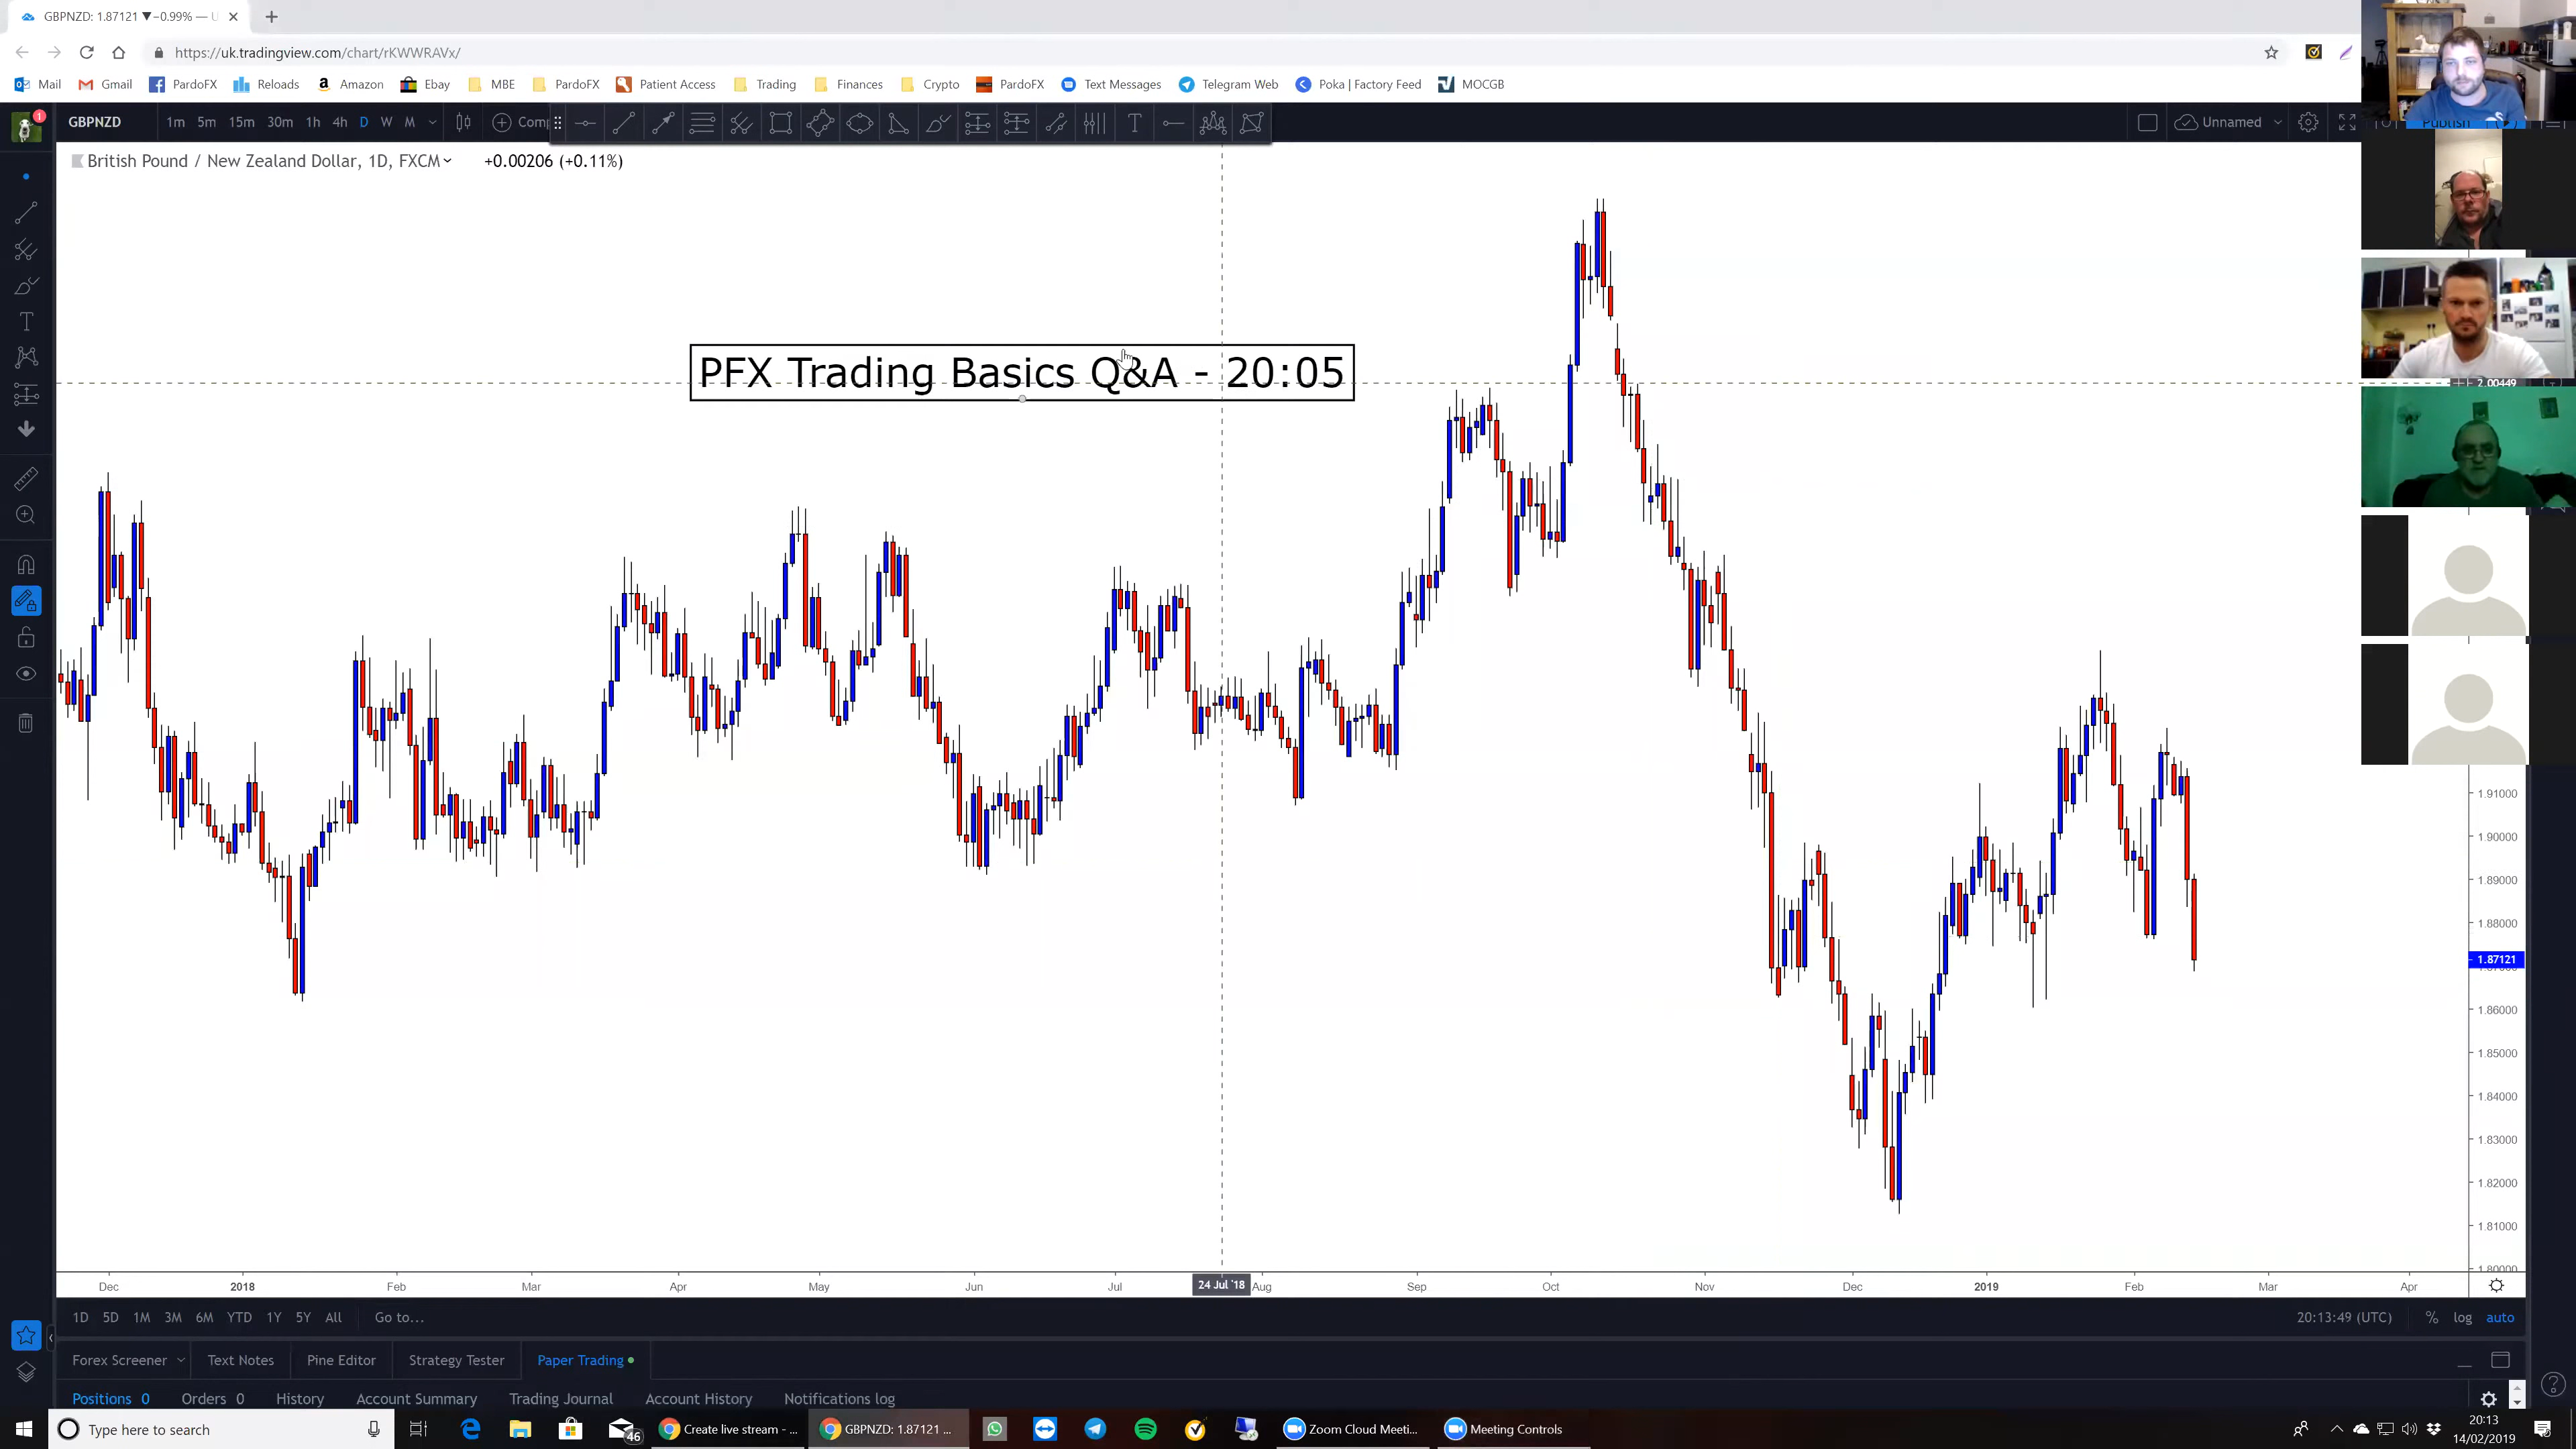 GBPNZD: 1.87121 ▼ −0.99% — U
https://uk.tradingview.com/chart/rKWWRAVx/
Mail Gmail PardoFX Reloads Amazon Ebay MBE PardoFX Patient Access Trading Finances Crypto PardoFX Text Messages Telegram Web Poka | Factory Feed MOCGB
1 GBPNZD 1m 5m 15m 30m 1h 4h D W M Comp Unnamed Publish
British Pound / New Zealand Dollar, 1D, FXCM +0.00206 (+0.11%)
PFX Trading Basics Q&A - 20:05
2.00449
1.91000
1.90000
1.89000
1.88000
1.87121
1.86000
1.85000
1.84000
1.83000
1.82000
1.81000
1.80000
Dec 2018 Feb Mar Apr May Jun Jul 24 Jul '18 Aug Sep Oct Nov Dec 2019 Feb Mar Apr
1D 5D 1M 3M 6M YTD 1Y 5Y All Go to... 20:13:49 (UTC) % log auto
Forex Screener Text Notes Pine Editor Strategy Tester Paper Trading
Positions 0 Orders 0 History Account Summary Trading Journal Account History Notifications log
Type here to search 46 Create live stream - ... GBPNZD: 1.87121 ... Zoom Cloud Meeti... Meeting Controls 20:13
14/02/2019